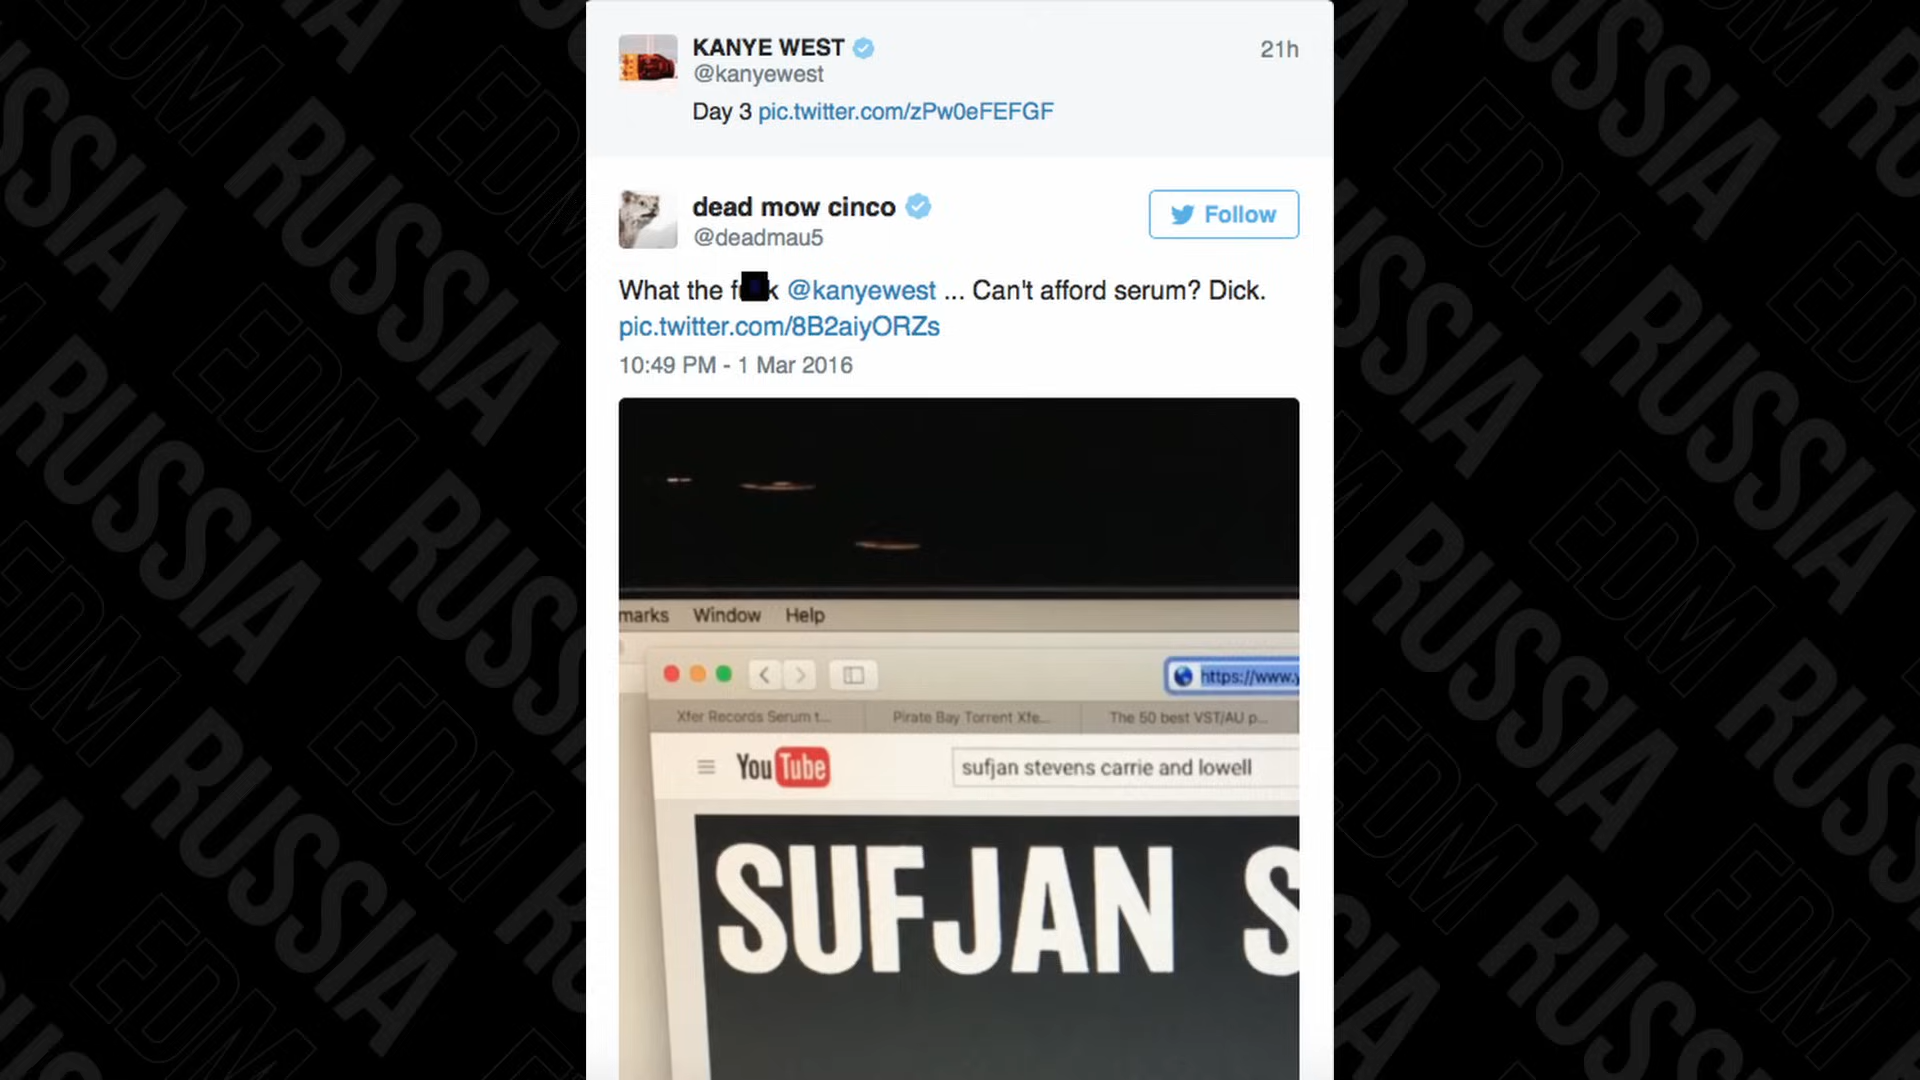 KANYE WEST
21h
@kanyewest
Day 3 pic.twitter.com/zPw0eFEFGF
dead mow cinco
Follow
@deadmau5
What the f k @kanyewest ... Can't afford serum? Dick.
pic.twitter.com/8B2aiyORZs
10:49 PM - 1 Mar 2016
marks Window Help
https://www.y
Xfer Records Serum t...
Pirate Bay Torrent Xfe...
The 50 best VST/AU p...
YouTube
sufjan stevens carrie and lowell
SUFJAN S
EDM RUSSIA